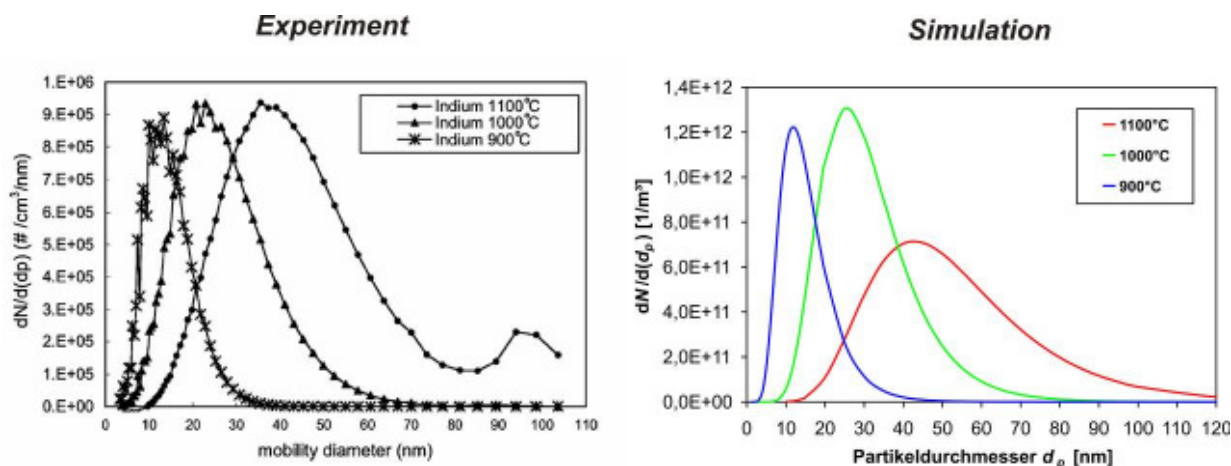 Experiment
1.E+06
9.E+05
8.E+05
7.E+05
6.E+05
5.E+05
4.E+05
3.E+05
2.E+05
1.E+05
0.E+00
dN/d(dp) (# /cm³/nm)
Indium 1100°C
Indium 1000°C
Indium 900°C
0 10 20 30 40 50 60 70 80 90 100 110
mobility diameter (nm)
Simulation
1,4E+12
1,2E+12
1,0E+12
8,0E+11
6,0E+11
4,0E+11
2,0E+11
0,0E+00
dN/d(dₚ) [1/m³]
1100°C
1000°C
900°C
0 10 20 30 40 50 60 70 80 90 100 110 120
Partikeldurchmesser dₚ [nm]